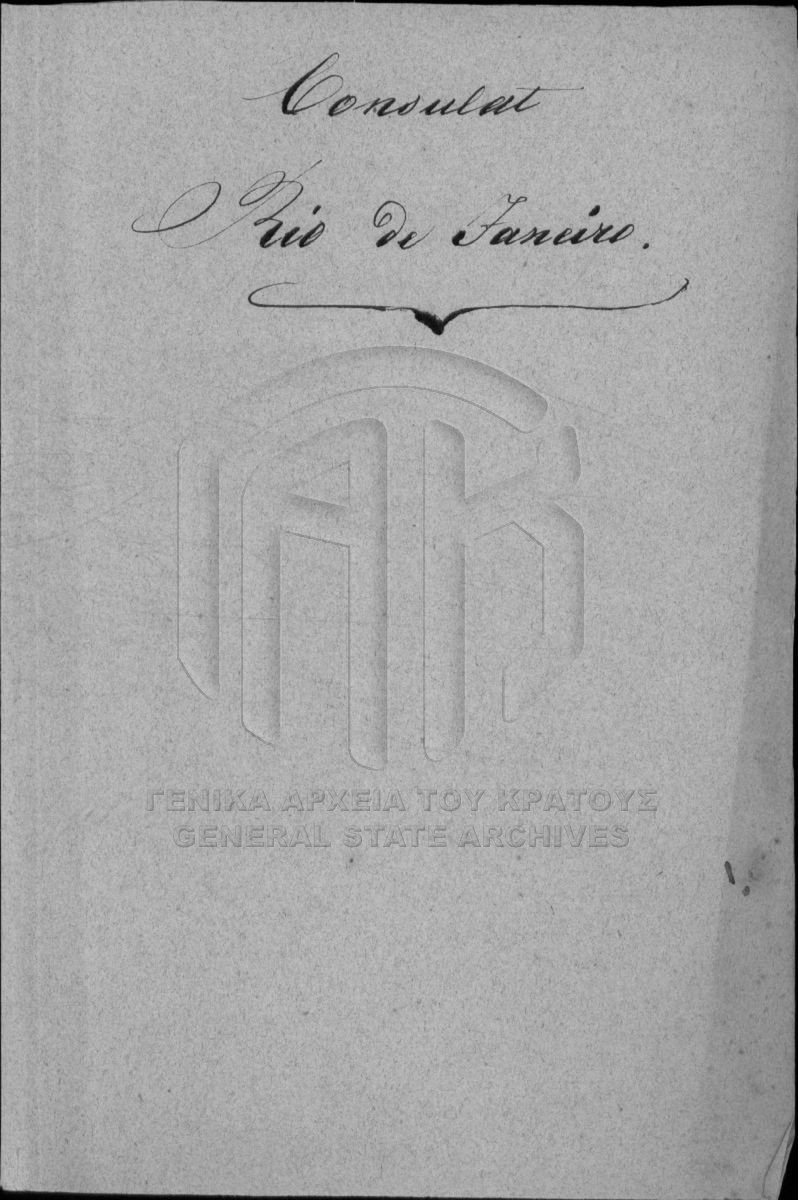 Consulat
Rio de Janeiro.
ΓΕΝΙΚΑ ΑΡΧΕΙΑ ΤΟΥ ΚΡΑΤΟΥΣ
GENERAL STATE ARCHIVES